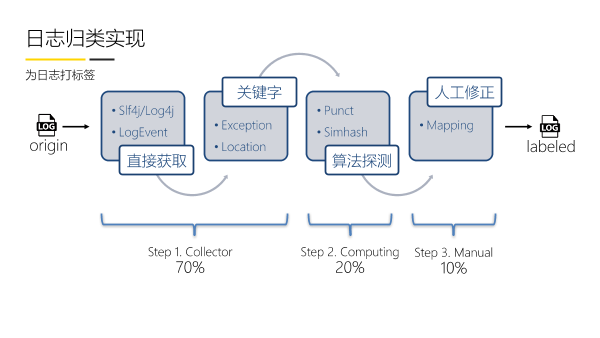 日志归类实现
为日志打标签
LOG
origin
• Slf4j/Log4j
• LogEvent
直接获取
关键字
• Exception
• Location
• Punct
• Simhash
算法探测
人工修正
• Mapping
LOG
labeled
Step 1. Collector
70%
Step 2. Computing
20%
Step 3. Manual
10%